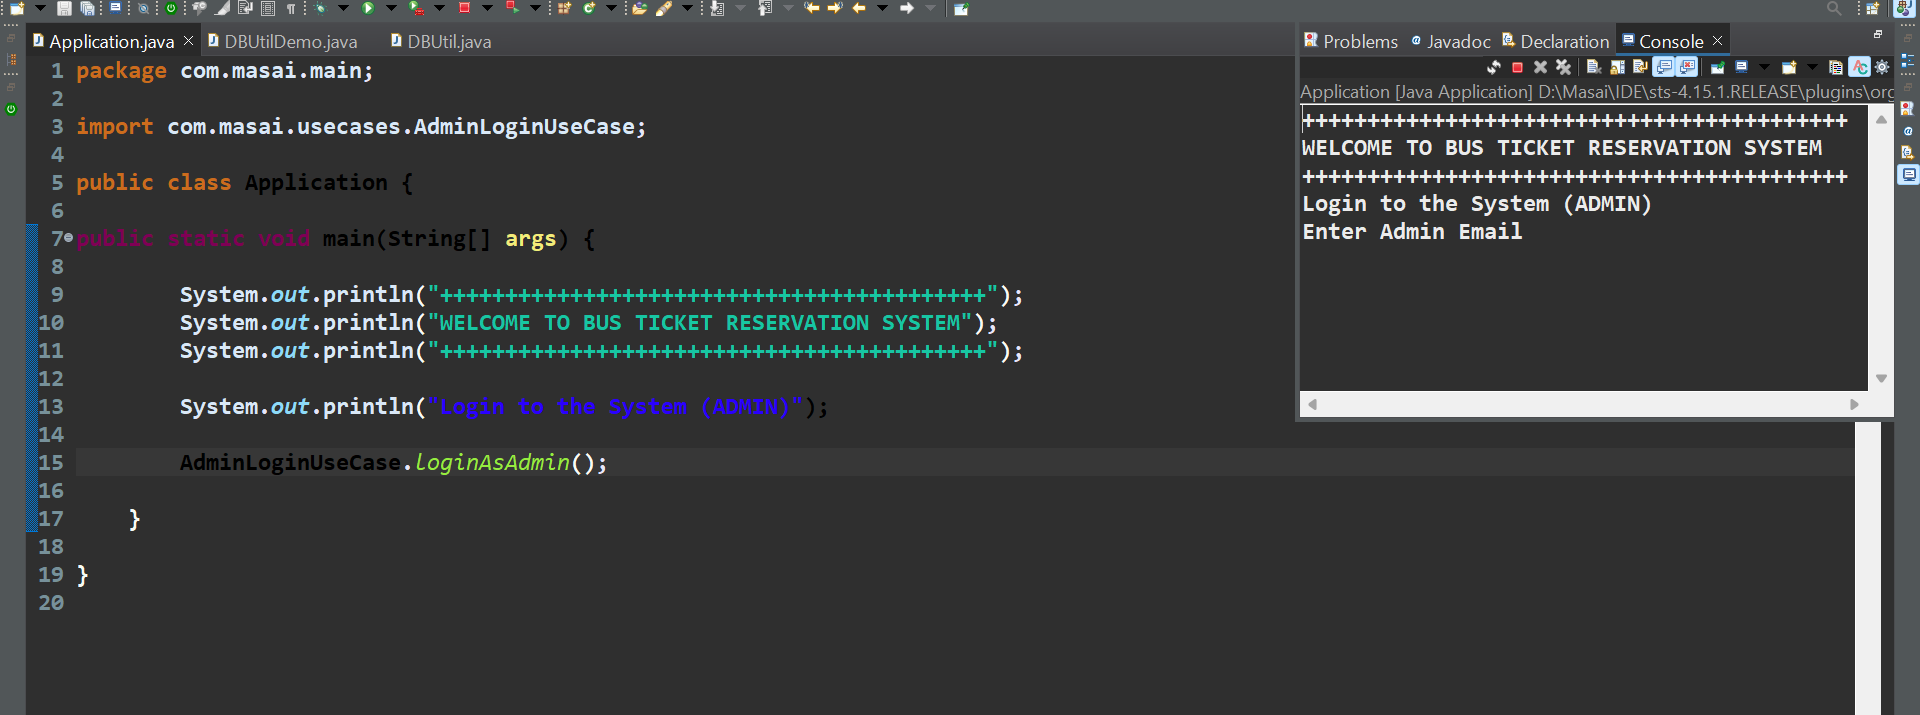 Application.java
DBUtilDemo.java
DBUtil.java
1 package com.masai.main;
2
3 import com.masai.usecases.AdminLoginUseCase;
4
5 public class Application {
6
7 public static void main(String[] args) {
8
9 System.out.println("++++++++++++++++++++++++++++++++++++++++++");
10 System.out.println("WELCOME TO BUS TICKET RESERVATION SYSTEM");
11 System.out.println("++++++++++++++++++++++++++++++++++++++++++");
12
13 System.out.println("Login to the System (ADMIN)");
14
15 AdminLoginUseCase.loginAsAdmin();
16
17 }
18
19 }
20
Problems
@ Javadoc
Declaration
Console
Application [Java Application] D:\Masai\IDE\sts-4.15.1.RELEASE\plugins\org
++++++++++++++++++++++++++++++++++++++++++
WELCOME TO BUS TICKET RESERVATION SYSTEM
++++++++++++++++++++++++++++++++++++++++++
Login to the System (ADMIN)
Enter Admin Email